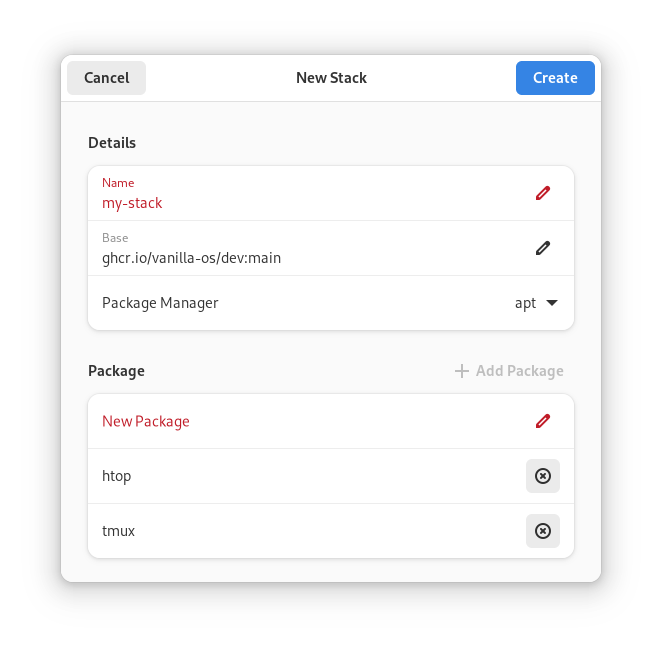 Cancel
New Stack
Create
Details
Name
my-stack
Base
ghcr.io/vanilla-os/dev:main
Package Manager
apt
Package
Add Package
New Package
htop
tmux